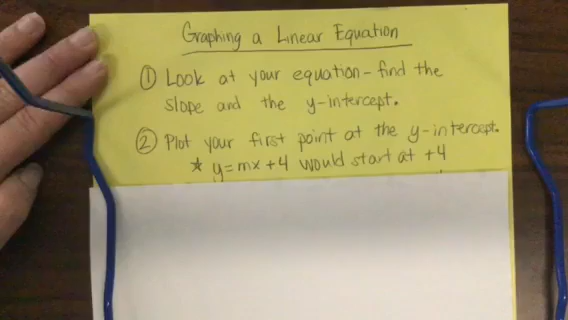 Graphing a Linear Equation
① Look at your equation - find the
slope and the y-intercept.
② Plot your first point at the y-intercept.
* y=mx+4 would start at +4